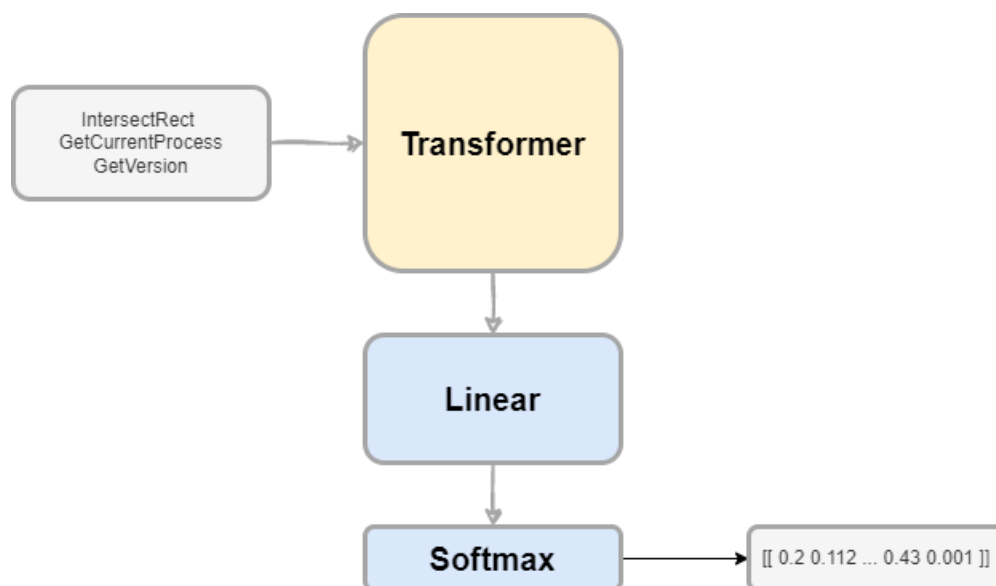 IntersectRect
GetCurrentProcess
GetVersion
Transformer
Linear
Softmax
[[ 0.2 0.112 ... 0.43 0.001 ]]